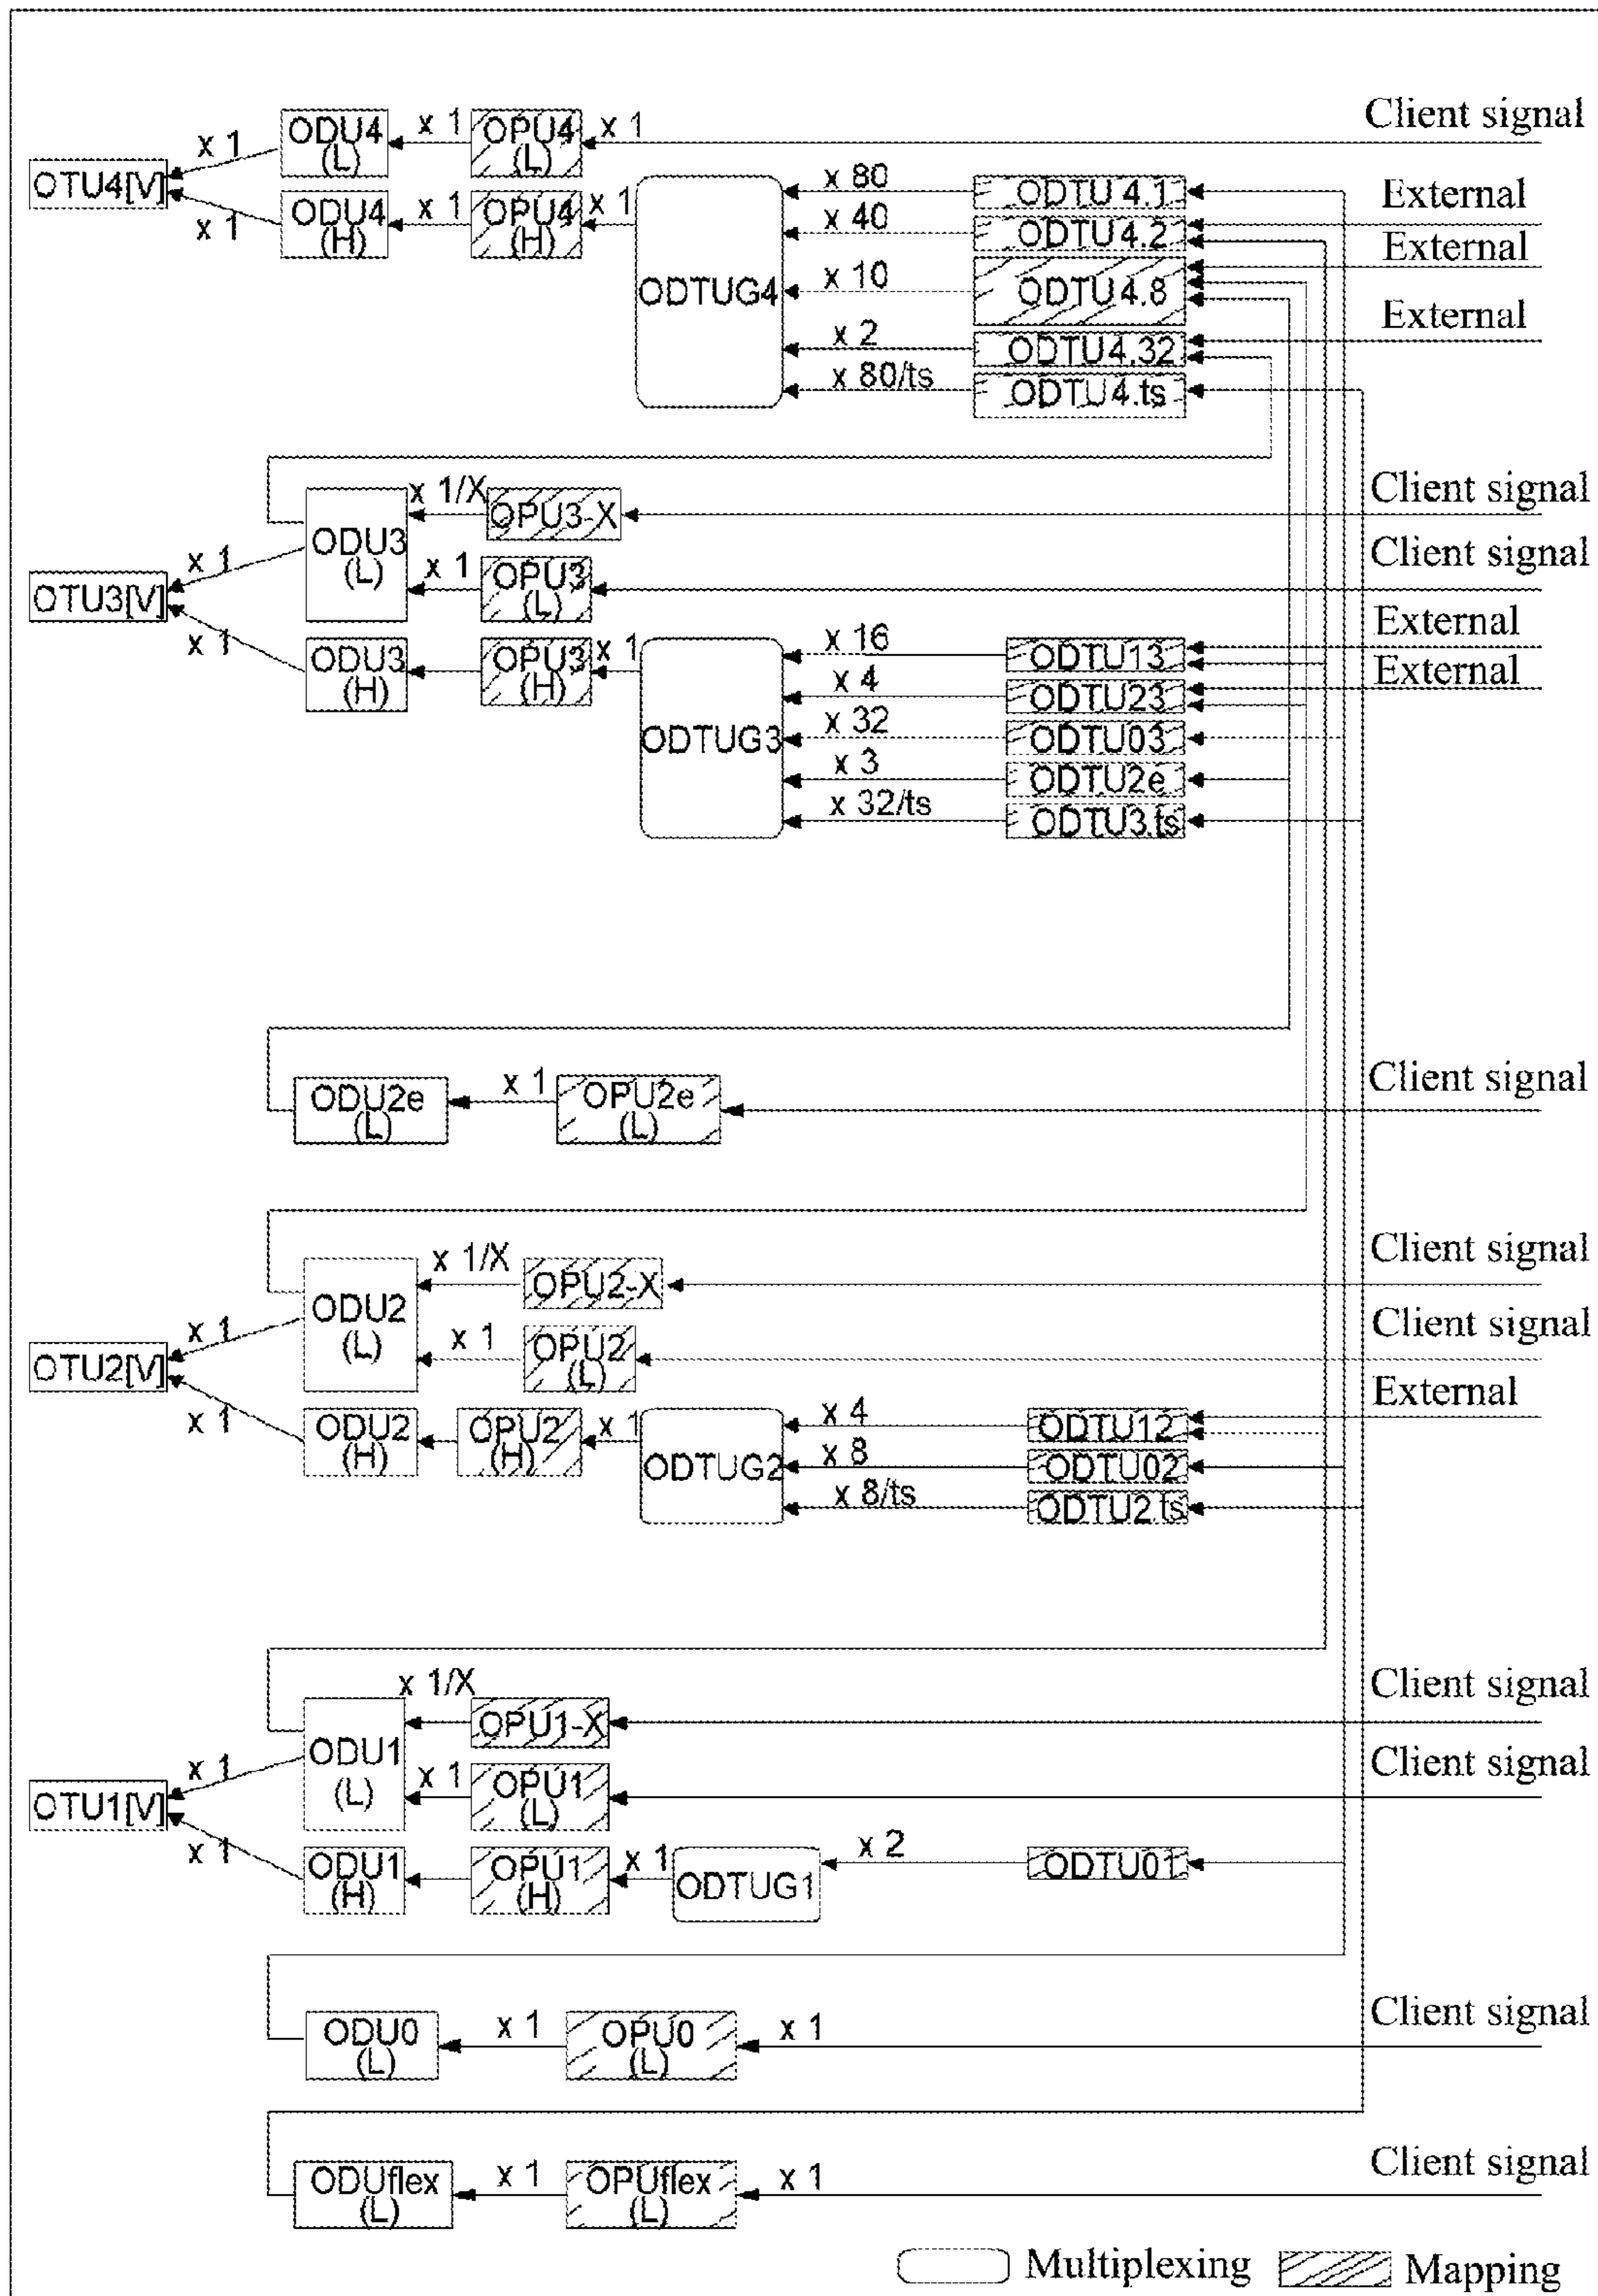 Client signal
x 1 ODU4 (L) x 1 OPU4 (L) x 1
OTU4[V]
x 1 ODU4 (H) x 1 OPU4 (H) x 1
ODTUG4
x 80 ODTU4.1 External
x 40 ODTU4.2 External
x 10 ODTU4.8
x 2 ODTU4.32 External
x 80/ts ODTU4.ts
x 1/X OPU3-X Client signal
ODU3 (L)
x 1 x 1 OPU3 (L) Client signal
OTU3[V]
x 1 ODU3 (H) OPU3 (H) x 1
ODTUG3
x 16 ODTU13 External
x 4 ODTU23 External
x 32 ODTU03
x 3 ODTU2e
x 32/ts ODTU3.ts
ODU2e (L) x 1 OPU2e (L) Client signal
x 1/X OPU2-X Client signal
ODU2 (L)
x 1 x 1 OPU2 (L) Client signal
OTU2[V]
x 1 ODU2 (H) OPU2 (H) x 1
ODTUG2
x 4 ODTU12 External
x 8 ODTU02
x 8/ts ODTU2.ts
x 1/X OPU1-X Client signal
ODU1 (L)
x 1 x 1 OPU1 (L) Client signal
OTU1[V]
x 1 ODU1 (H) OPU1 (H) x 1 ODTUG1 x 2 ODTU01
ODU0 (L) x 1 OPU0 (L) x 1 Client signal
ODUflex (L) x 1 OPUflex (L) x 1 Client signal
Multiplexing Mapping